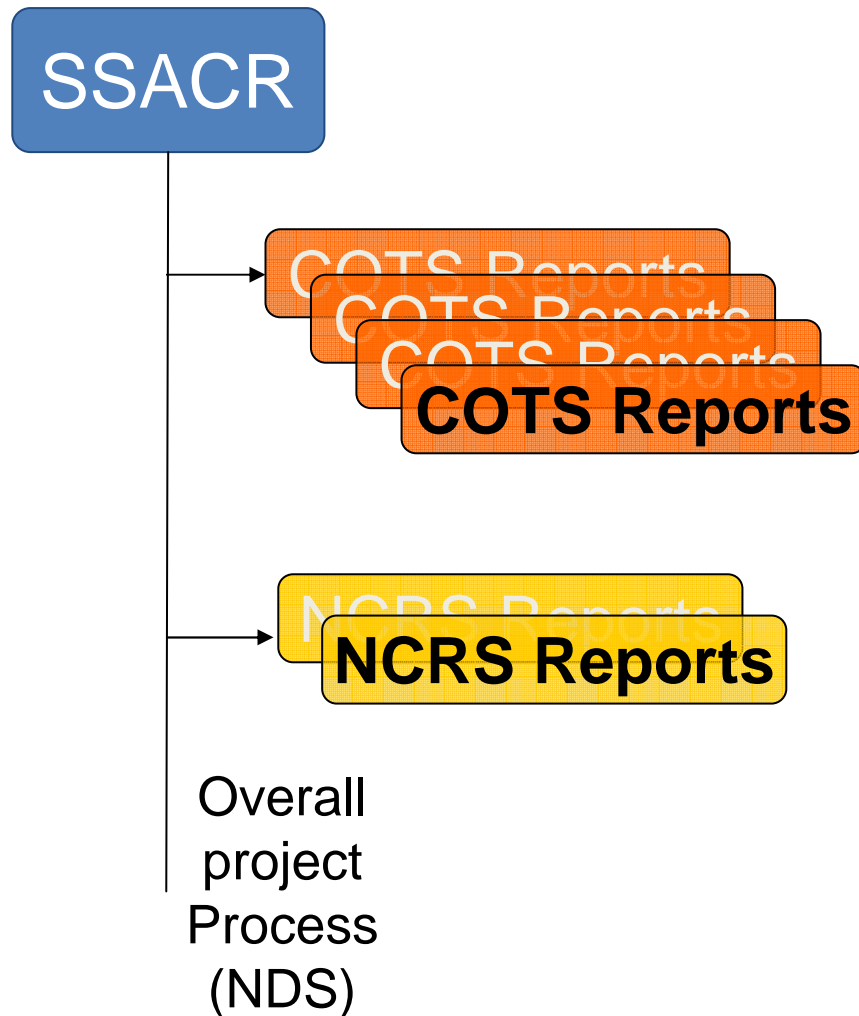 SSACR
COTS Reports
COTS Reports
COTS Reports
COTS Reports
NCRS Reports
NCRS Reports
Overall
project
Process
(NDS)